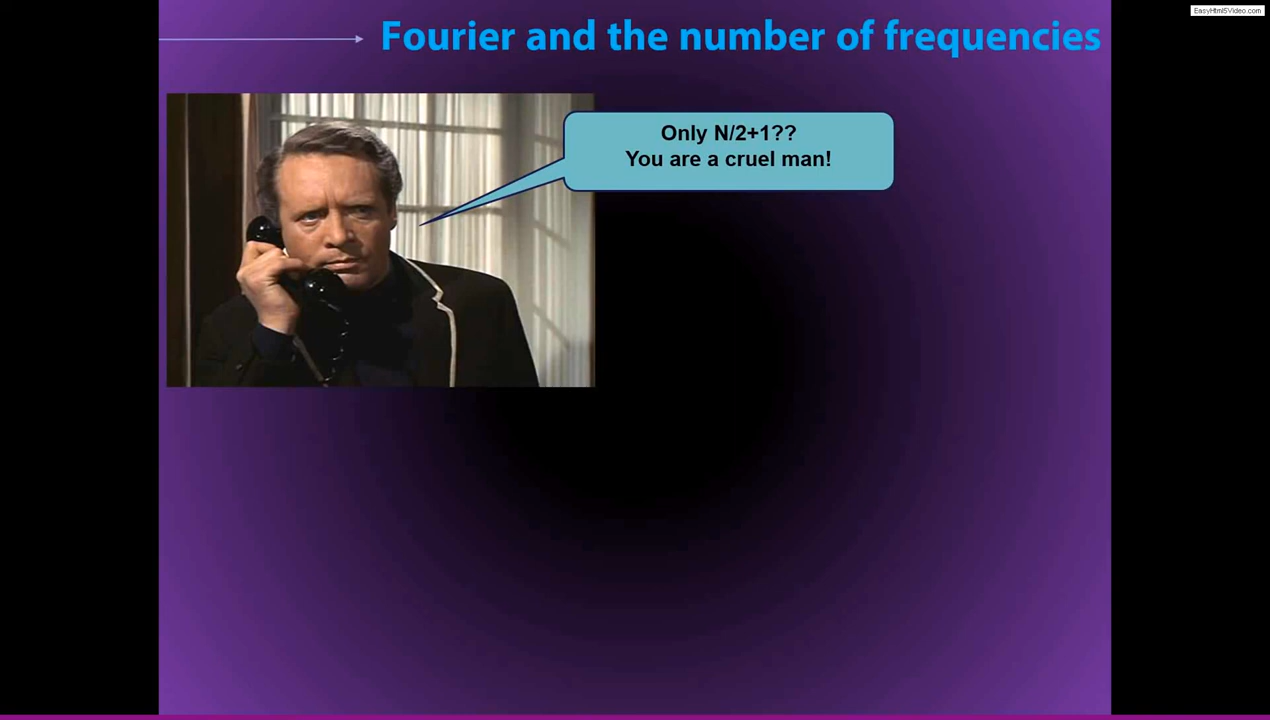 EasyHtml5Video.com
Fourier and the number of frequencies
Only N/2+1??
You are a cruel man!